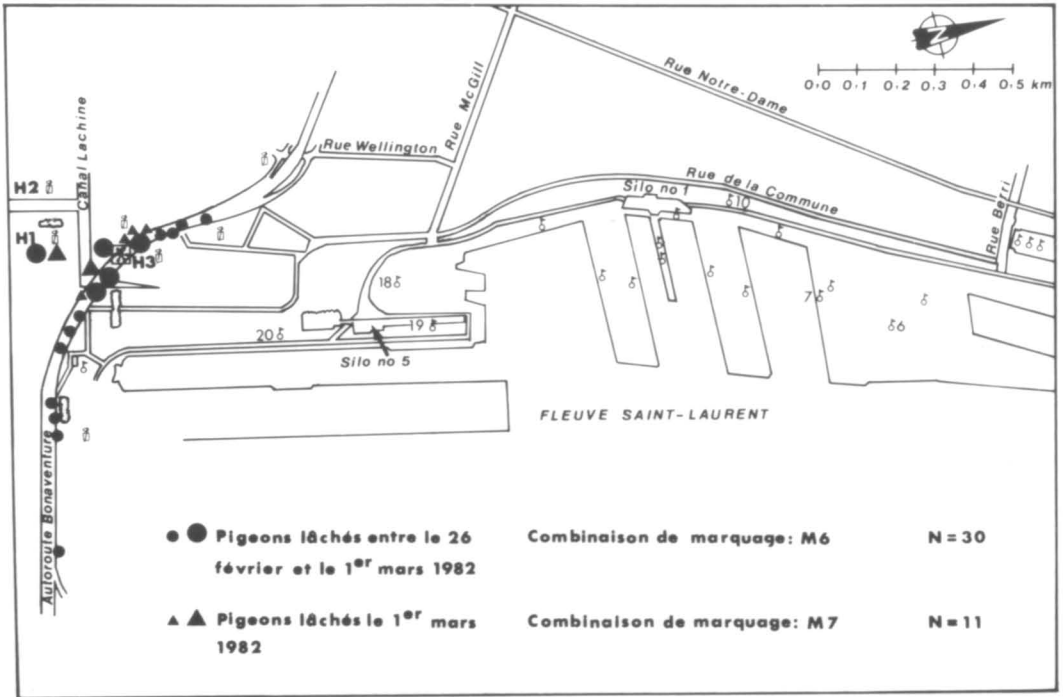 N
0,0 0,1 0,2 0,3 0,4 0,5 km
Rue Notre-Dame
Rue McGill
Rue Wellington
Canal Lachine
H2
H1
H3
Rue de la Commune
Silo no 1
10
Rue Berri
18
7
6
20
19
Silo no 5
FLEUVE SAINT-LAURENT
Autoroute Bonaventure
Pigeons lâchés entre le 26 Combinaison de marquage: M6 N=30
février et le 1er mars 1982
Pigeons lâchés le 1er mars Combinaison de marquage: M7 N=11
1982